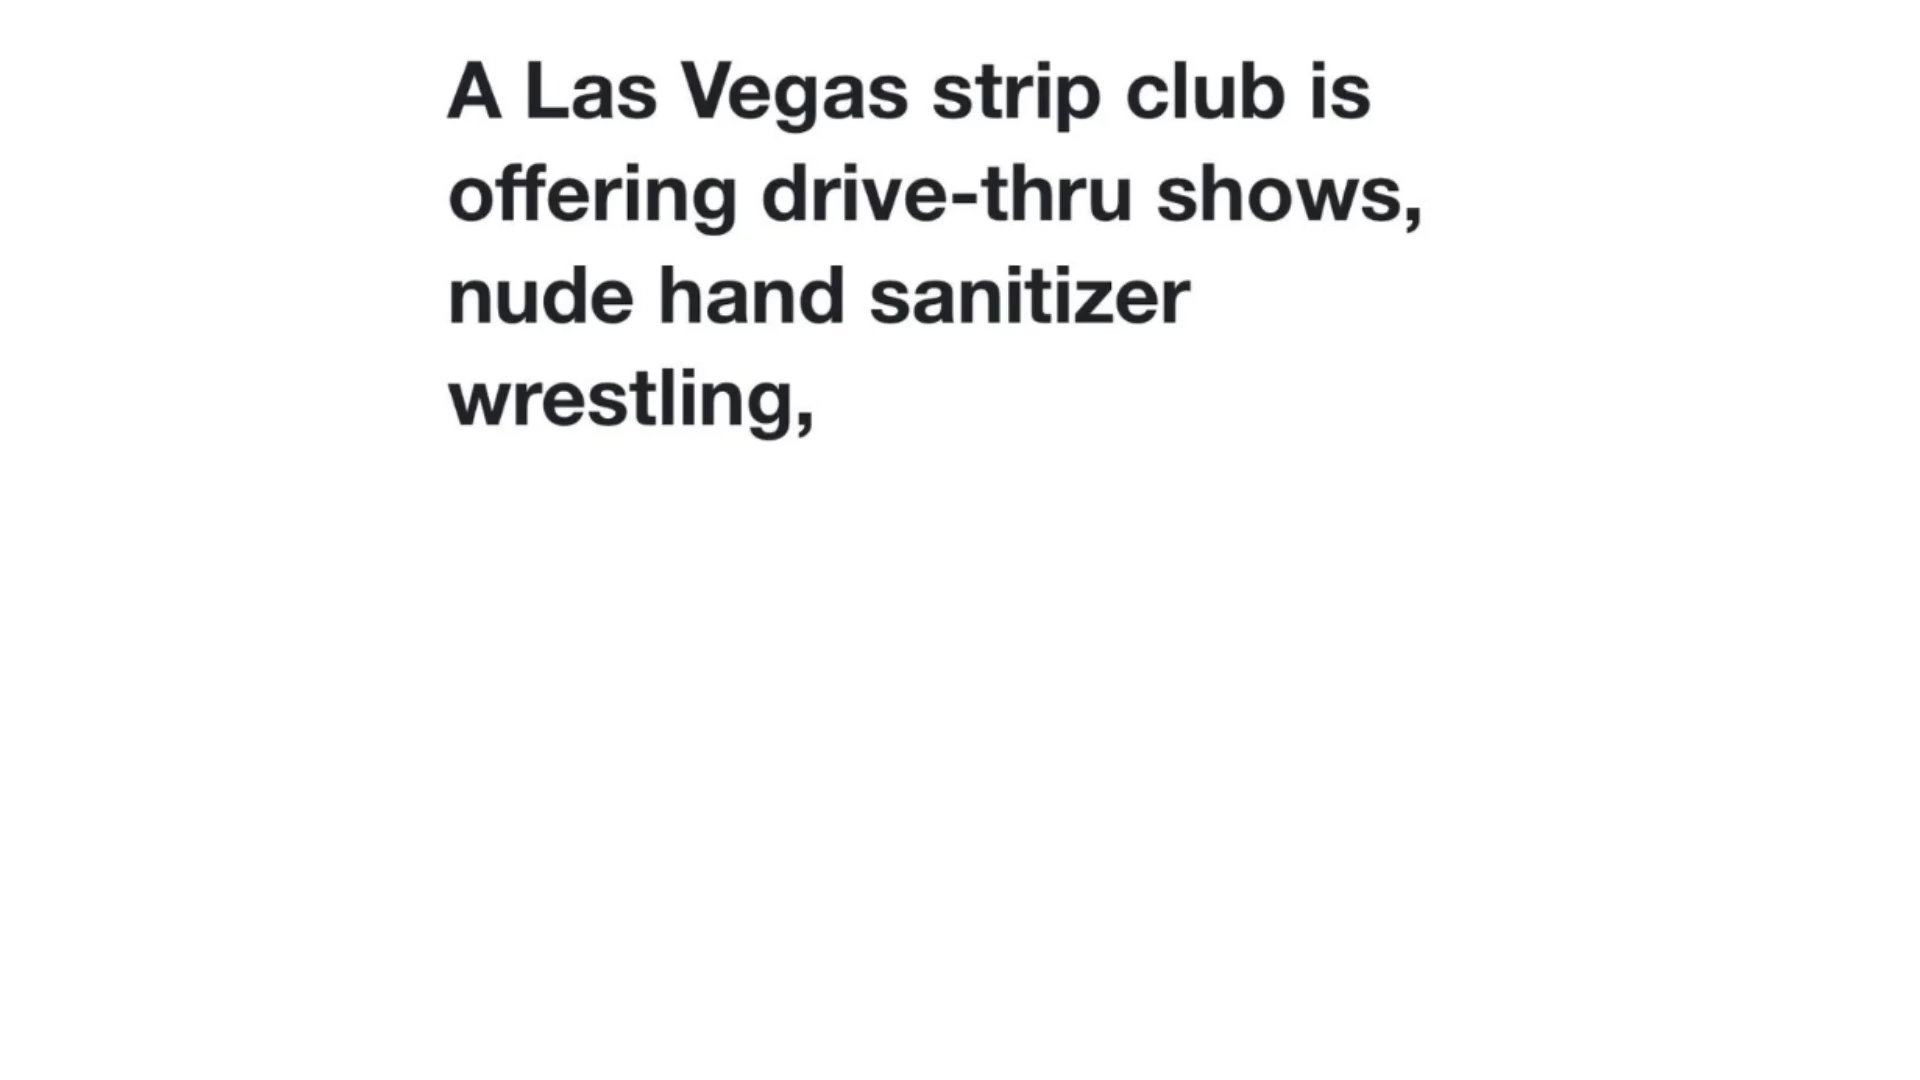 A Las Vegas strip club is
offering drive-thru shows,
nude hand sanitizer
wrestling,